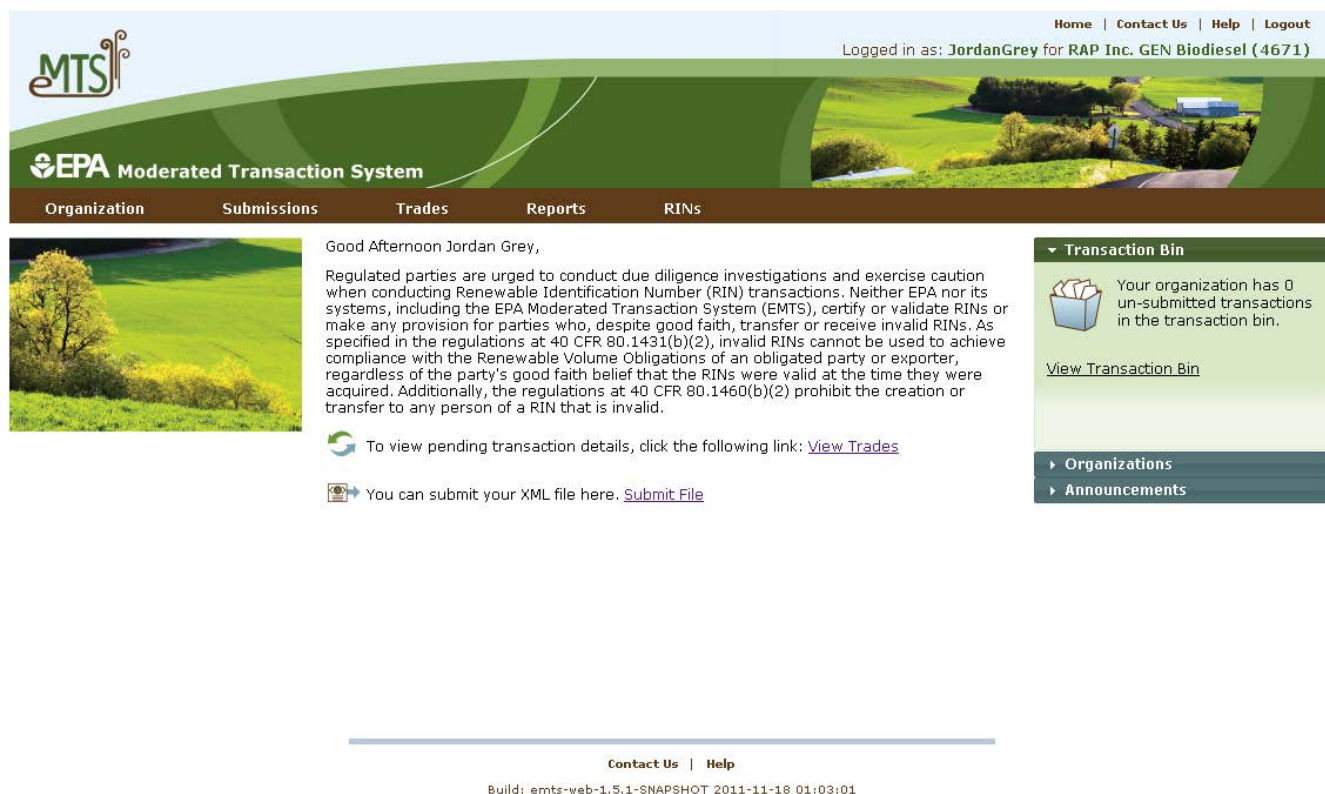 Home | Contact Us | Help | Logout
Logged in as: JordanGrey for RAP Inc. GEN Biodiesel (4671)
eMTS
EPA Moderated Transaction System
Organization Submissions Trades Reports RINs
Good Afternoon Jordan Grey,
Regulated parties are urged to conduct due diligence investigations and exercise caution
when conducting Renewable Identification Number (RIN) transactions. Neither EPA nor its
systems, including the EPA Moderated Transaction System (EMTS), certify or validate RINs or
make any provision for parties who, despite good faith, transfer or receive invalid RINs. As
specified in the regulations at 40 CFR 80.1431(b)(2), invalid RINs cannot be used to achieve
compliance with the Renewable Volume Obligations of an obligated party or exporter,
regardless of the party's good faith belief that the RINs were valid at the time they were
acquired. Additionally, the regulations at 40 CFR 80.1460(b)(2) prohibit the creation or
transfer to any person of a RIN that is invalid.
To view pending transaction details, click the following link: View Trades
You can submit your XML file here. Submit File
Transaction Bin
Your organization has 0
un-submitted transactions
in the transaction bin.
View Transaction Bin
Organizations
Announcements
Contact Us | Help
Build: emts-web-1.5.1-SNAPSHOT 2011-11-18 01:03:01